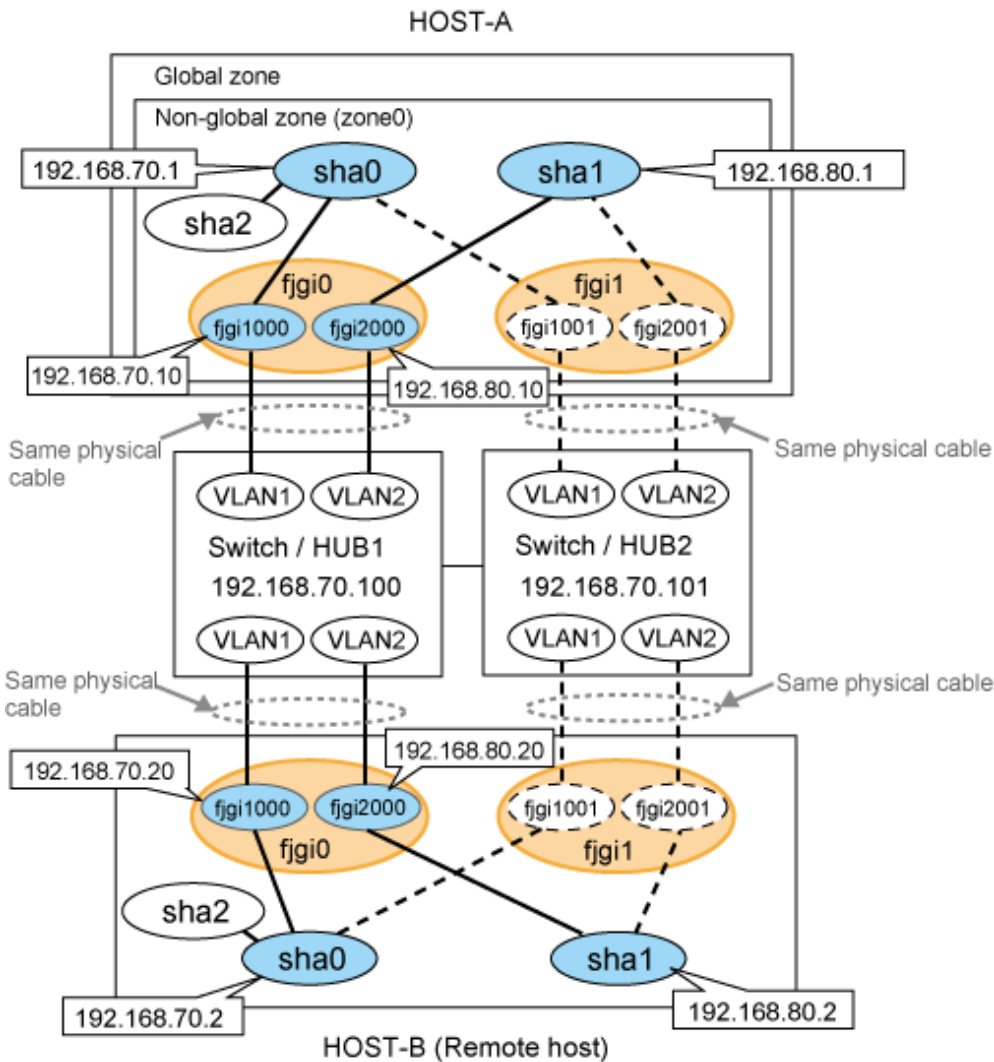 HOST-A
Global zone
Non-global zone (zone0)
192.168.70.1
sha0
sha1
192.168.80.1
sha2
fjgi0
fjgi1
fjgi1000
fjgi2000
fjgi1001
fjgi2001
192.168.70.10
192.168.80.10
Same physical
cable
Same physical cable
VLAN1
VLAN2
VLAN1
VLAN2
Switch / HUB1
Switch / HUB2
192.168.70.100
192.168.70.101
VLAN1
VLAN2
VLAN1
VLAN2
Same physical
cable
Same physical cable
192.168.70.20
192.168.80.20
fjgi1000
fjgi2000
fjgi1001
fjgi2001
fjgi0
fjgi1
sha2
sha0
sha1
192.168.70.2
192.168.80.2
HOST-B (Remote host)